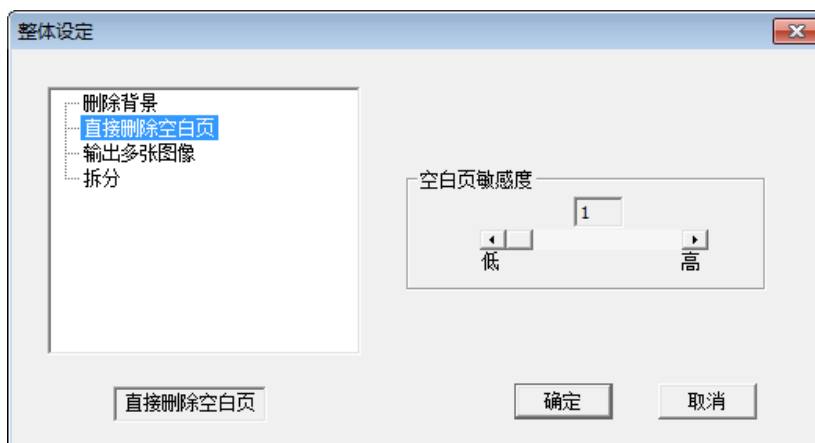 整体设定
删除背景
直接删除空白页
输出多张图像
拆分
空白页敏感度
1
低 高
直接删除空白页 确定 取消